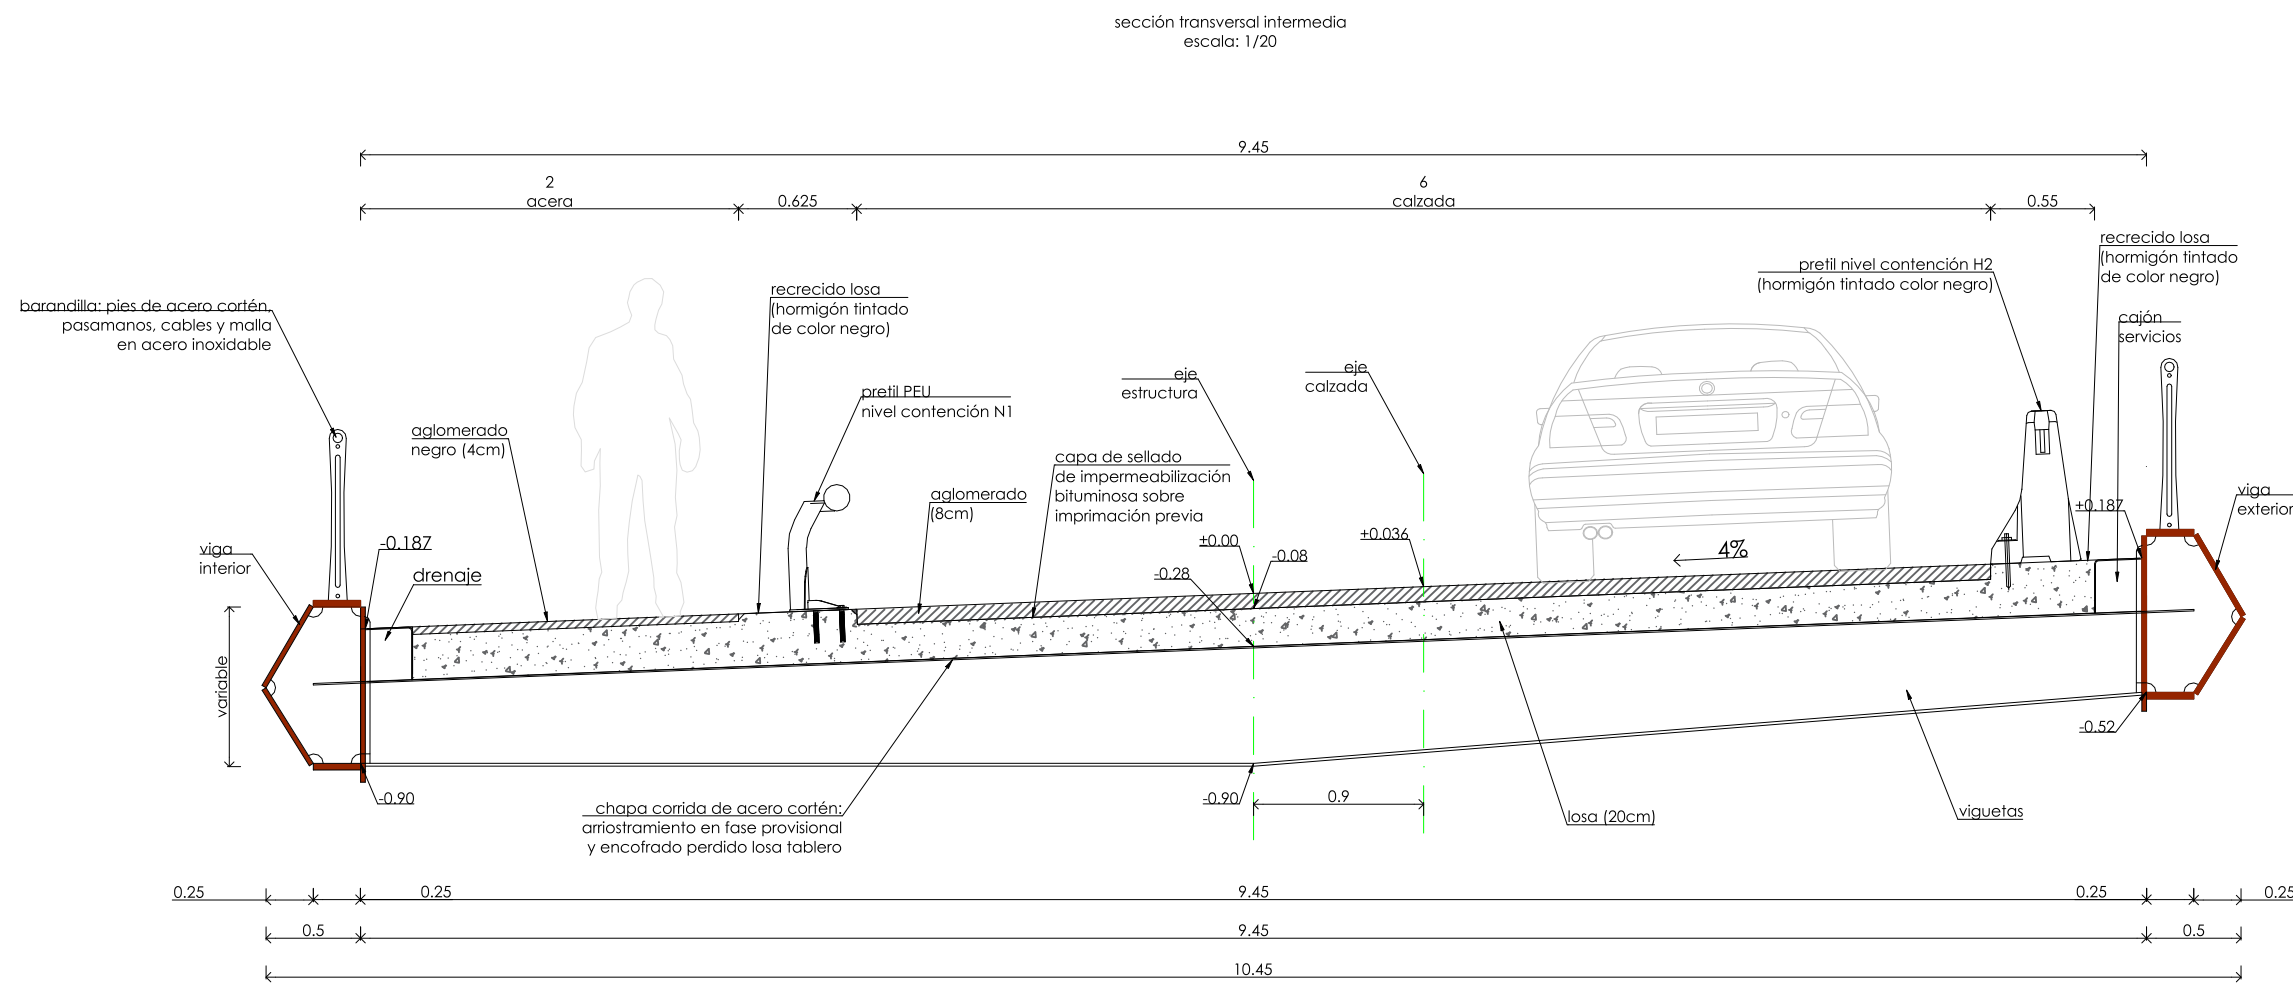 sección transversal intermedia
escala: 1/20
9.45
2
acera
0.625
6
calzada
0.55
recrecido losa
(hormigón tintado
de color negro)
pretil nivel contención H2
(hormigón tintado color negro)
recrecido losa
(hormigón tintado
de color negro)
barandilla: pies de acero cortén,
pasamanos, cables y malla
en acero inoxidable
cajón
servicios
eje
estructura
eje
calzada
pretil PEU
nivel contención N1
aglomerado
negro (4cm)
capa de sellado
de impermeabilización
bituminosa sobre
imprimación previa
aglomerado
(8cm)
viga
exterior
±0.187
viga
interior
-0.187
drenaje
±0.00
-0.08
-0.28
±0.036
4%
variable
-0.52
-0.90
-0.90
0.9
chapa corrida de acero cortén:
arriostramiento en fase provisional
y encofrado perdido losa tablero
losa (20cm)
viguetas
0.25
0.25
9.45
0.25
0.25
0.5
9.45
0.5
10.45